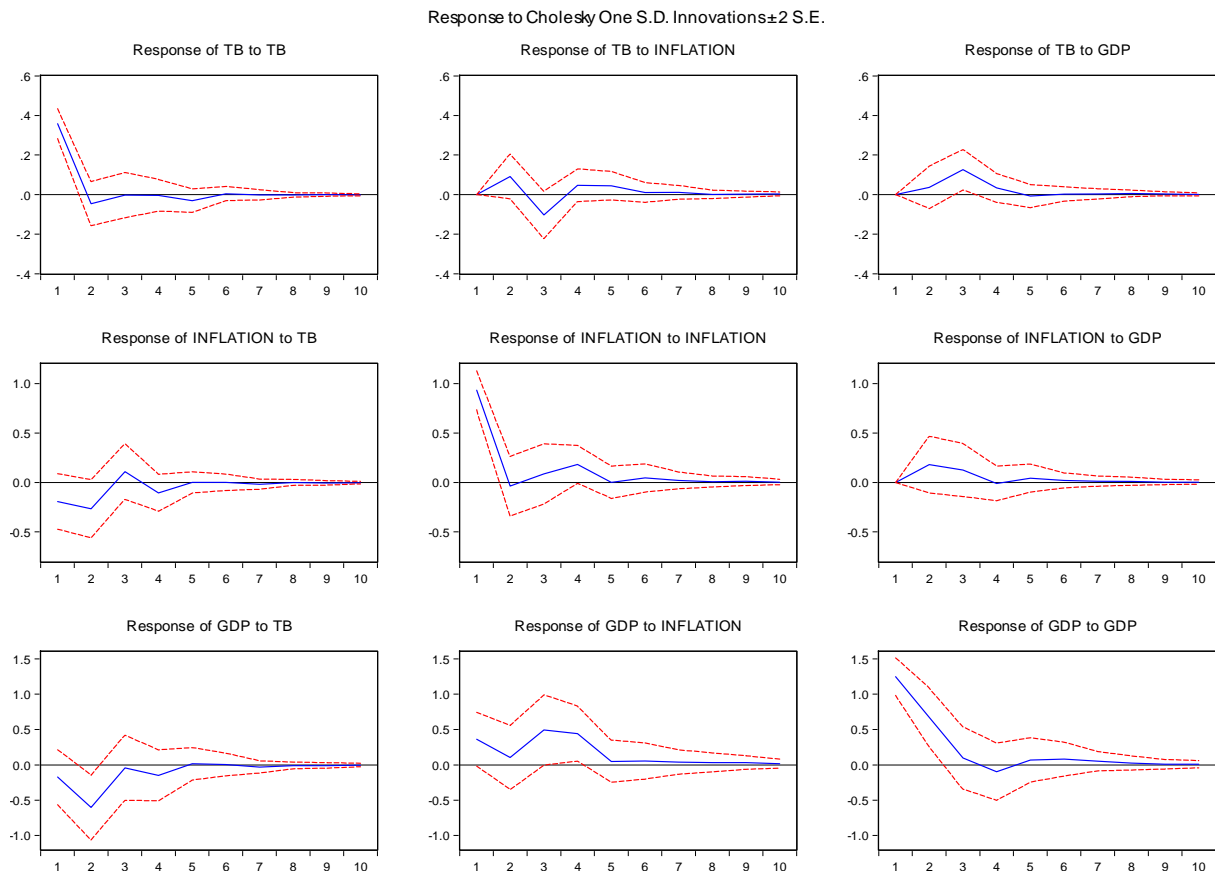 Response to Cholesky One S.D. Innovations ± 2 S.E.
Response of TB to TB
.6
.4
.2
.0
-.2
-.4
1 2 3 4 5 6 7 8 9 10
Response of TB to INFLATION
.6
.4
.2
.0
-.2
-.4
1 2 3 4 5 6 7 8 9 10
Response of TB to GDP
.6
.4
.2
.0
-.2
-.4
1 2 3 4 5 6 7 8 9 10
Response of INFLATION to TB
1.0
0.5
0.0
-0.5
1 2 3 4 5 6 7 8 9 10
Response of INFLATION to INFLATION
1.0
0.5
0.0
-0.5
1 2 3 4 5 6 7 8 9 10
Response of INFLATION to GDP
1.0
0.5
0.0
-0.5
1 2 3 4 5 6 7 8 9 10
Response of GDP to TB
1.5
1.0
0.5
0.0
-0.5
-1.0
1 2 3 4 5 6 7 8 9 10
Response of GDP to INFLATION
1.5
1.0
0.5
0.0
-0.5
-1.0
1 2 3 4 5 6 7 8 9 10
Response of GDP to GDP
1.5
1.0
0.5
0.0
-0.5
-1.0
1 2 3 4 5 6 7 8 9 10